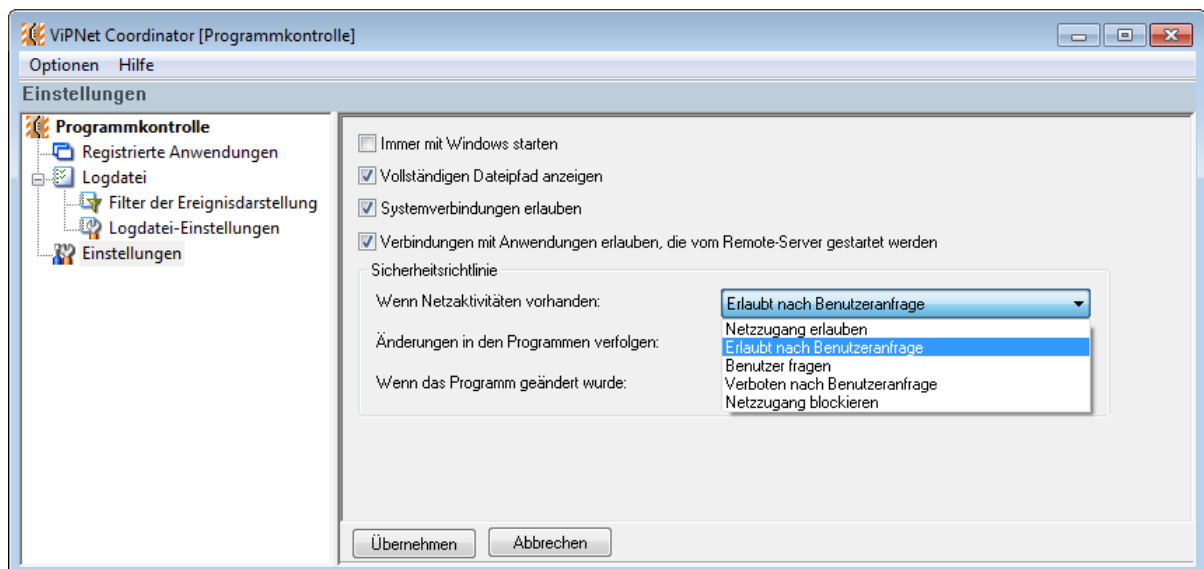 ViPNet Coordinator [Programmkontrolle]
Optionen Hilfe
Einstellungen
Programmkontrolle
Registrierte Anwendungen
Logdatei
Filter der Ereignisdarstellung
Logdatei-Einstellungen
Einstellungen
Immer mit Windows starten
Vollständigen Dateipfad anzeigen
Systemverbindungen erlauben
Verbindungen mit Anwendungen erlauben, die vom Remote-Server gestartet werden
Sicherheitsrichtlinie
Wenn Netzaktivitäten vorhanden: Erlaubt nach Benutzeranfrage
Netzzugang erlauben
Erlaubt nach Benutzeranfrage
Benutzer fragen
Verboten nach Benutzeranfrage
Netzzugang blockieren
Änderungen in den Programmen verfolgen:
Wenn das Programm geändert wurde:
Übernehmen Abbrechen